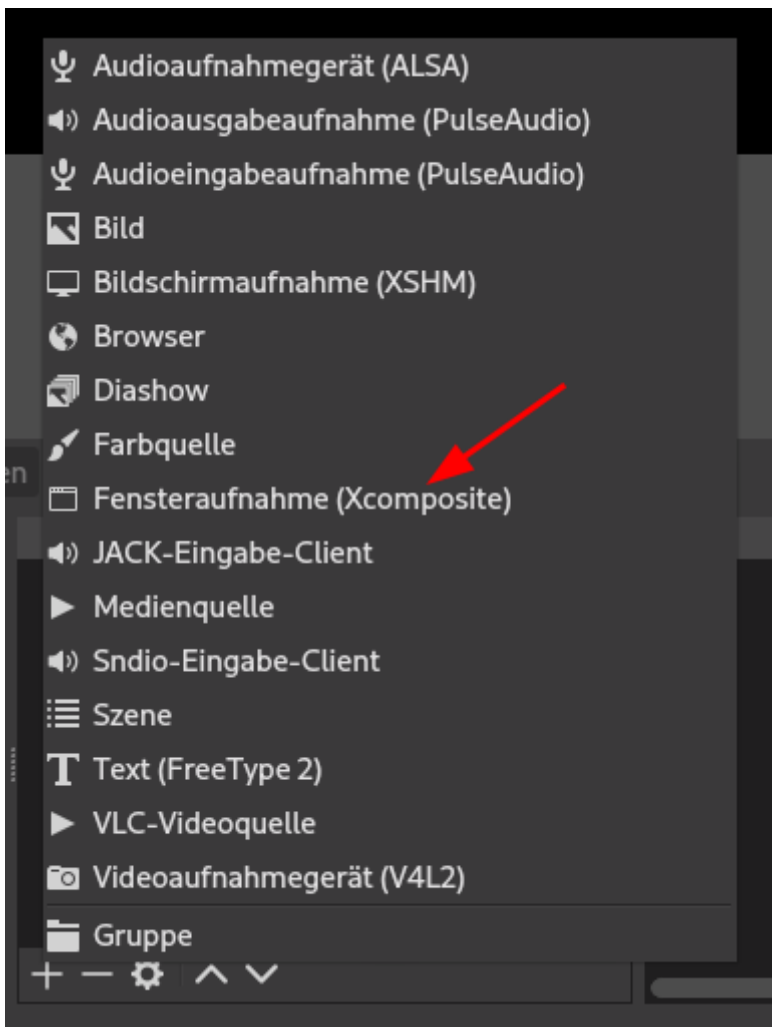 Audioaufnahmegerät (ALSA)
Audioausgabeaufnahme (PulseAudio)
Audioeingabeaufnahme (PulseAudio)
Bild
Bildschirmaufnahme (XSHM)
Browser
Diashow
Farbquelle
en
Fensteraufnahme (Xcomposite)
JACK-Eingabe-Client
Medienquelle
Sndio-Eingabe-Client
Szene
Text (FreeType 2)
VLC-Videoquelle
Videoaufnahmegerät (V4L2)
Gruppe